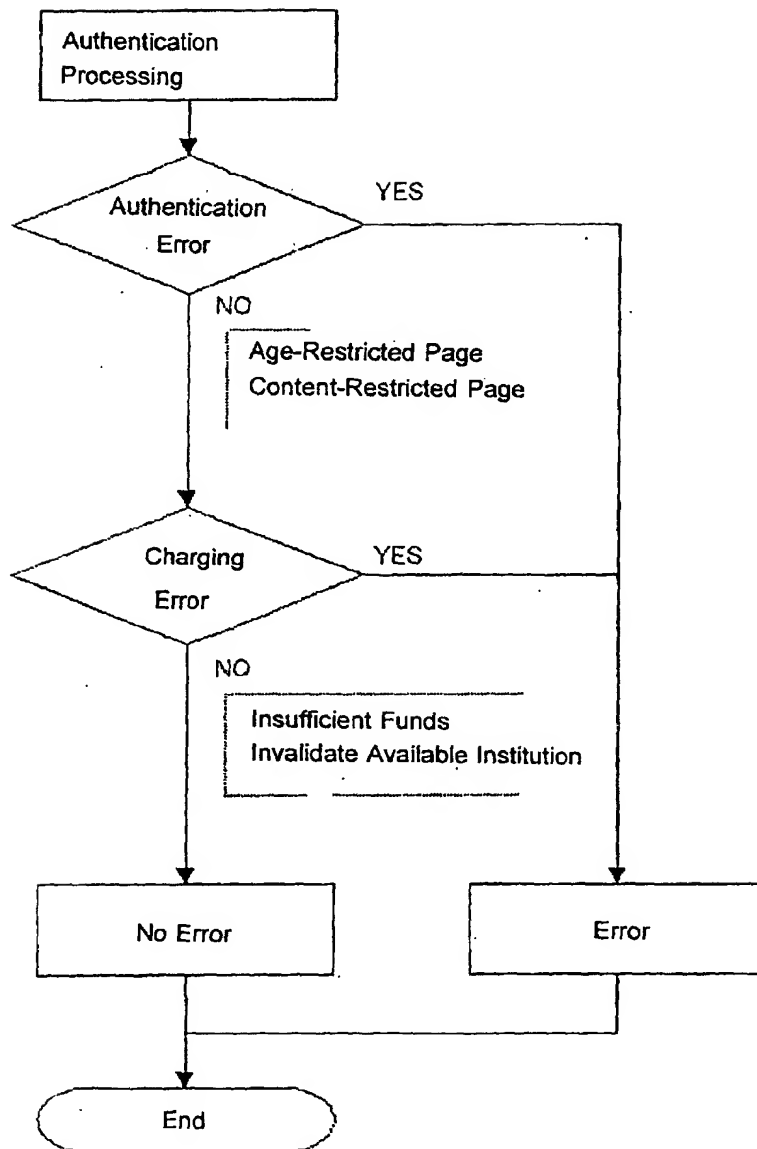 Authentication
Processing
Authentication
Error
YES
NO
Age-Restricted Page
Content-Restricted Page
Charging
Error
YES
NO
Insufficient Funds
Invalidate Available Institution
No Error
Error
End